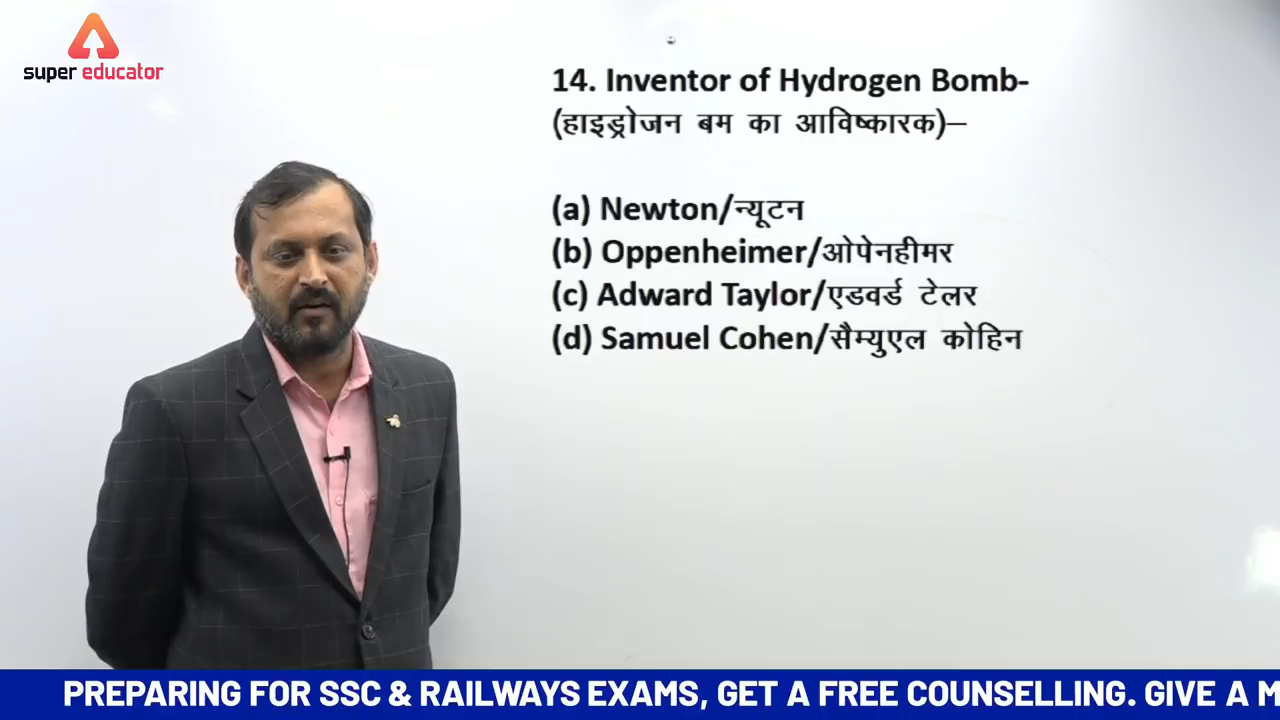 super educator
14. Inventor of Hydrogen Bomb-
(हाइड्रोजन बम का आविष्कारक)–
(a) Newton/न्यूटन
(b) Oppenheimer/ओपेनहीमर
(c) Adward Taylor/एडवर्ड टेलर
(d) Samuel Cohen/सैम्युएल कोहिन
PREPARING FOR SSC & RAILWAYS EXAMS, GET A FREE COUNSELLING. GIVE A M